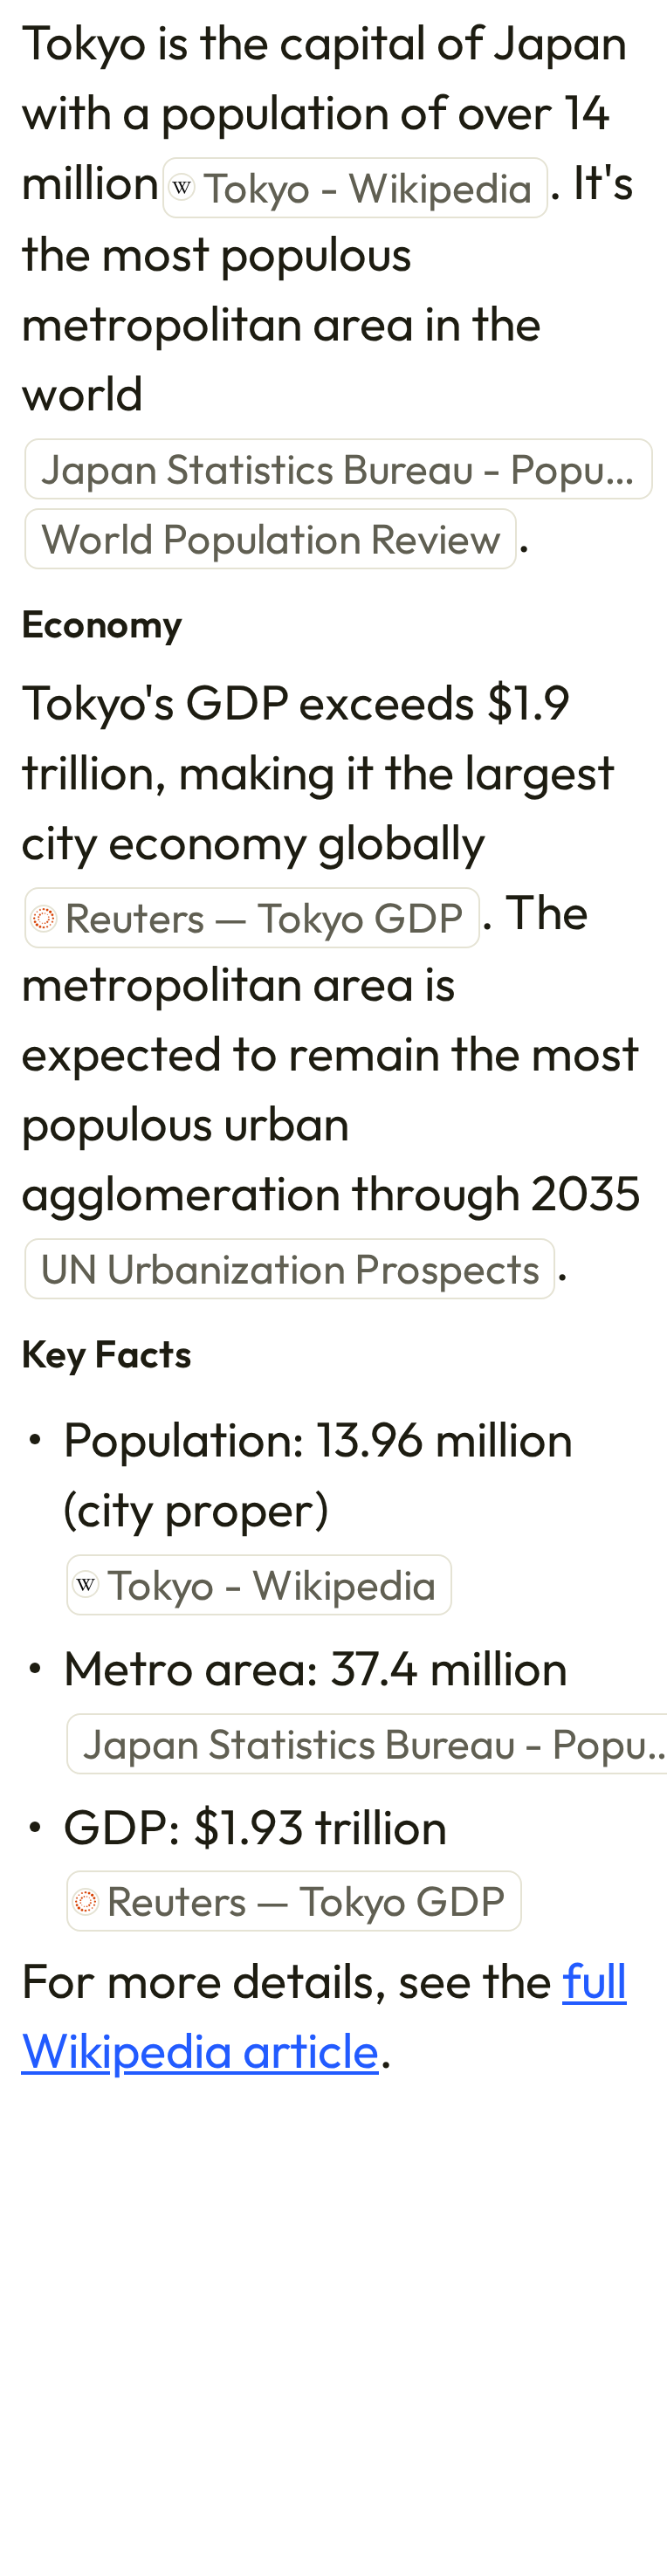 Tokyo is the capital of Japan
with a population of over 14
million W Tokyo - Wikipedia . It's
the most populous
metropolitan area in the
world
Japan Statistics Bureau - Popu...
World Population Review .
Economy
Tokyo's GDP exceeds $1.9
trillion, making it the largest
city economy globally
Reuters — Tokyo GDP . The
metropolitan area is
expected to remain the most
populous urban
agglomeration through 2035
UN Urbanization Prospects .
Key Facts
• Population: 13.96 million
(city proper)
W Tokyo - Wikipedia
• Metro area: 37.4 million
Japan Statistics Bureau - Popu..
• GDP: $1.93 trillion
Reuters — Tokyo GDP
For more details, see the full
Wikipedia article.